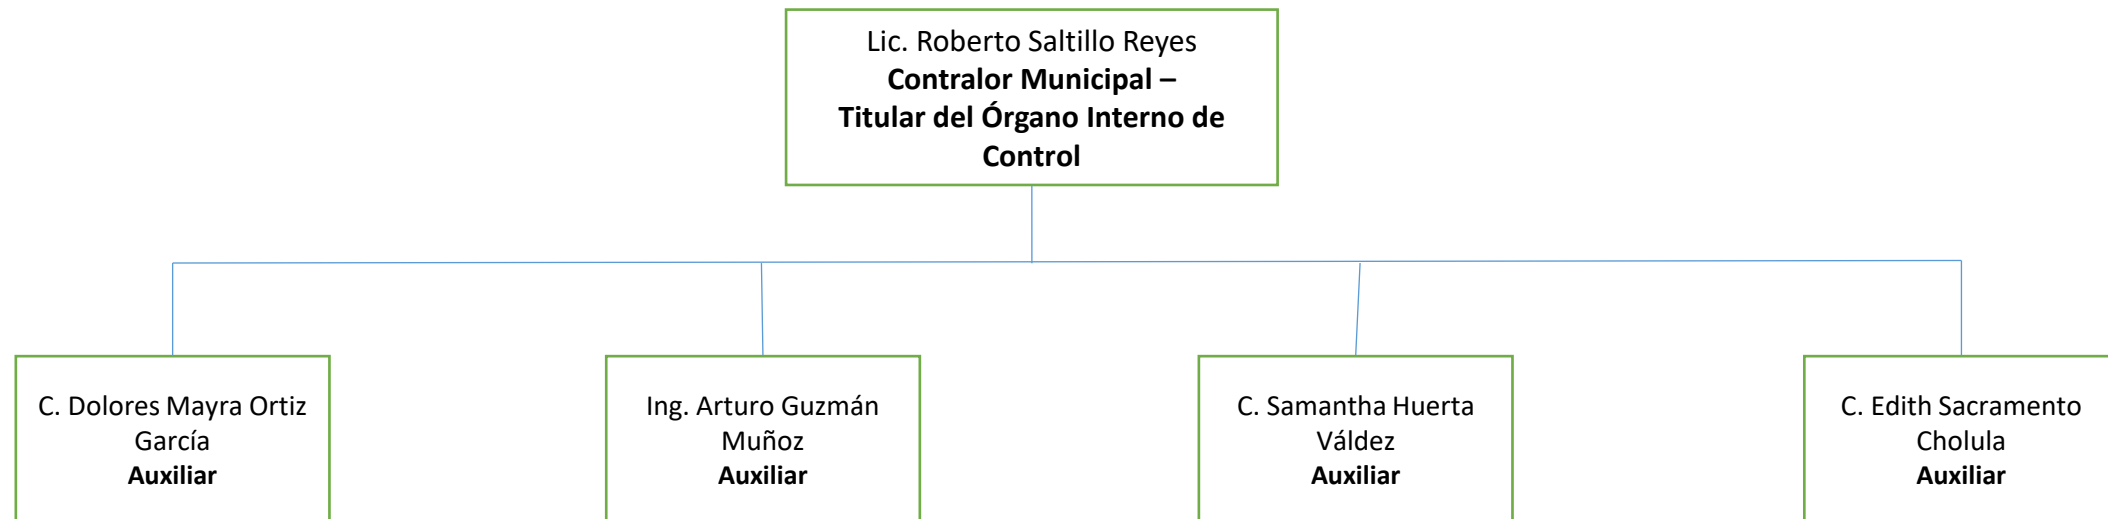 Lic. Roberto Saltillo Reyes
Contralor Municipal –
Titular del Órgano Interno de
Control
C. Dolores Mayra Ortiz
García
Auxiliar
Ing. Arturo Guzmán
Muñoz
Auxiliar
C. Samantha Huerta
Váldez
Auxiliar
C. Edith Sacramento
Cholula
Auxiliar